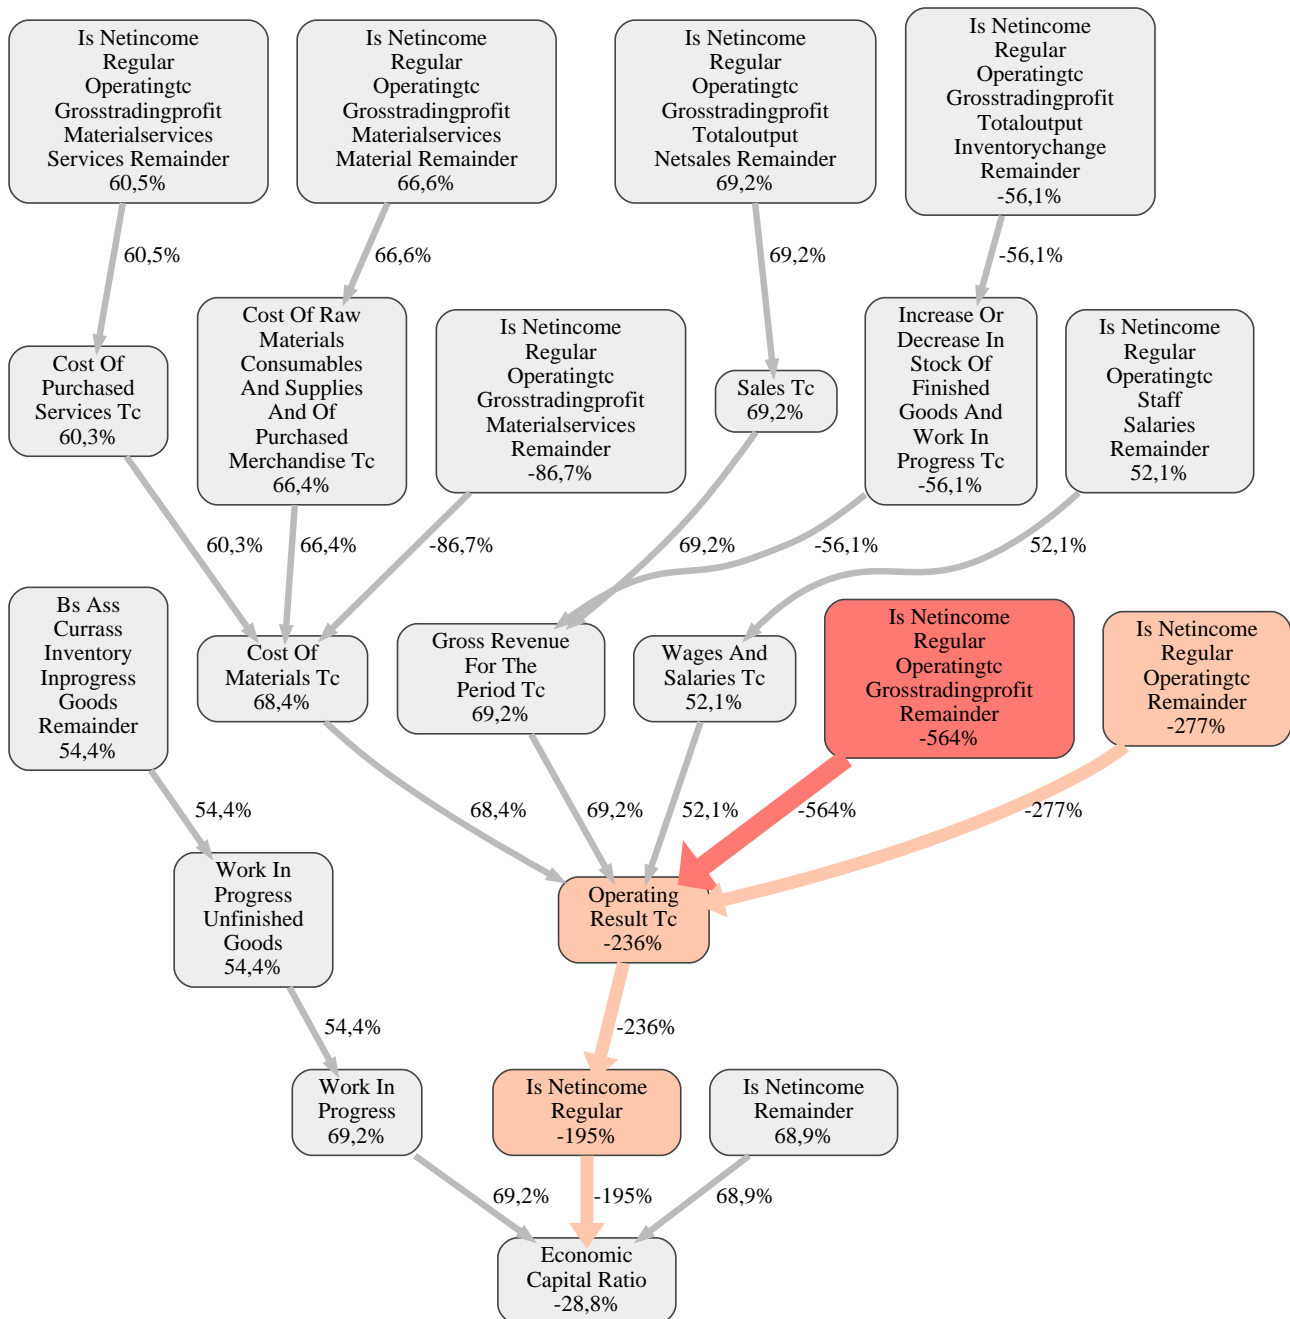 Is Netincome
Regular
Operatingtc
Grosstradingprofit
Materialservices
Services Remainder
60,5%
Is Netincome
Regular
Operatingtc
Grosstradingprofit
Materialservices
Material Remainder
66,6%
Is Netincome
Regular
Operatingtc
Grosstradingprofit
Totaloutput
Netsales Remainder
69,2%
Is Netincome
Regular
Operatingtc
Grosstradingprofit
Totaloutput
Inventorychange
Remainder
-56,1%
60,5%
66,6%
69,2%
-56,1%
Cost Of
Purchased
Services Tc
60,3%
Cost Of Raw
Materials
Consumables
And Supplies
And Of
Purchased
Merchandise Tc
66,4%
Is Netincome
Regular
Operatingtc
Grosstradingprofit
Materialservices
Remainder
-86,7%
Sales Tc
69,2%
Increase Or
Decrease In
Stock Of
Finished
Goods And
Work In
Progress Tc
-56,1%
Is Netincome
Regular
Operatingtc
Staff
Salaries
Remainder
52,1%
60,3%
66,4%
-86,7%
69,2%
-56,1%
52,1%
Bs Ass
Currass
Inventory
Inprogress
Goods
Remainder
54,4%
Cost Of
Materials Tc
68,4%
Gross Revenue
For The
Period Tc
69,2%
Wages And
Salaries Tc
52,1%
Is Netincome
Regular
Operatingtc
Grosstradingprofit
Remainder
-564%
Is Netincome
Regular
Operatingtc
Remainder
-277%
54,4%
68,4%
69,2%
52,1%
-564%
-277%
Work In
Progress
Unfinished
Goods
54,4%
Operating
Result Tc
-236%
54,4%
-236%
Work In
Progress
69,2%
Is Netincome
Regular
-195%
Is Netincome
Remainder
68,9%
69,2%
-195%
68,9%
Economic
Capital Ratio
-28,8%